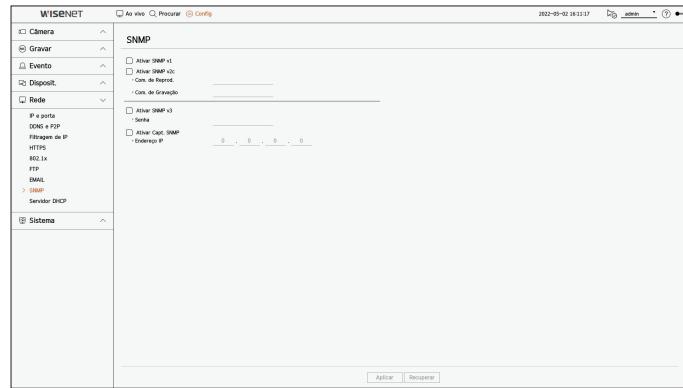 WISENET
Ao vivo Procurar Config 2022-05-02 16:11:17 admin ?
Câmera
Gravar
Evento
Disposit.
Rede
IP e porta
DDNS e P2P
Filtragem de IP
HTTPS
802.1x
FTP
EMAIL
> SNMP
Servidor DHCP
Sistema
SNMP
Ativar SNMP v1
Ativar SNMP v2c
• Com. de Reprod.
• Com. de Gravação
Ativar SNMP v3
• Senha
Ativar Capt. SNMP
• Endereço IP 0 . 0 . 0 . 0
Aplicar Recuperar